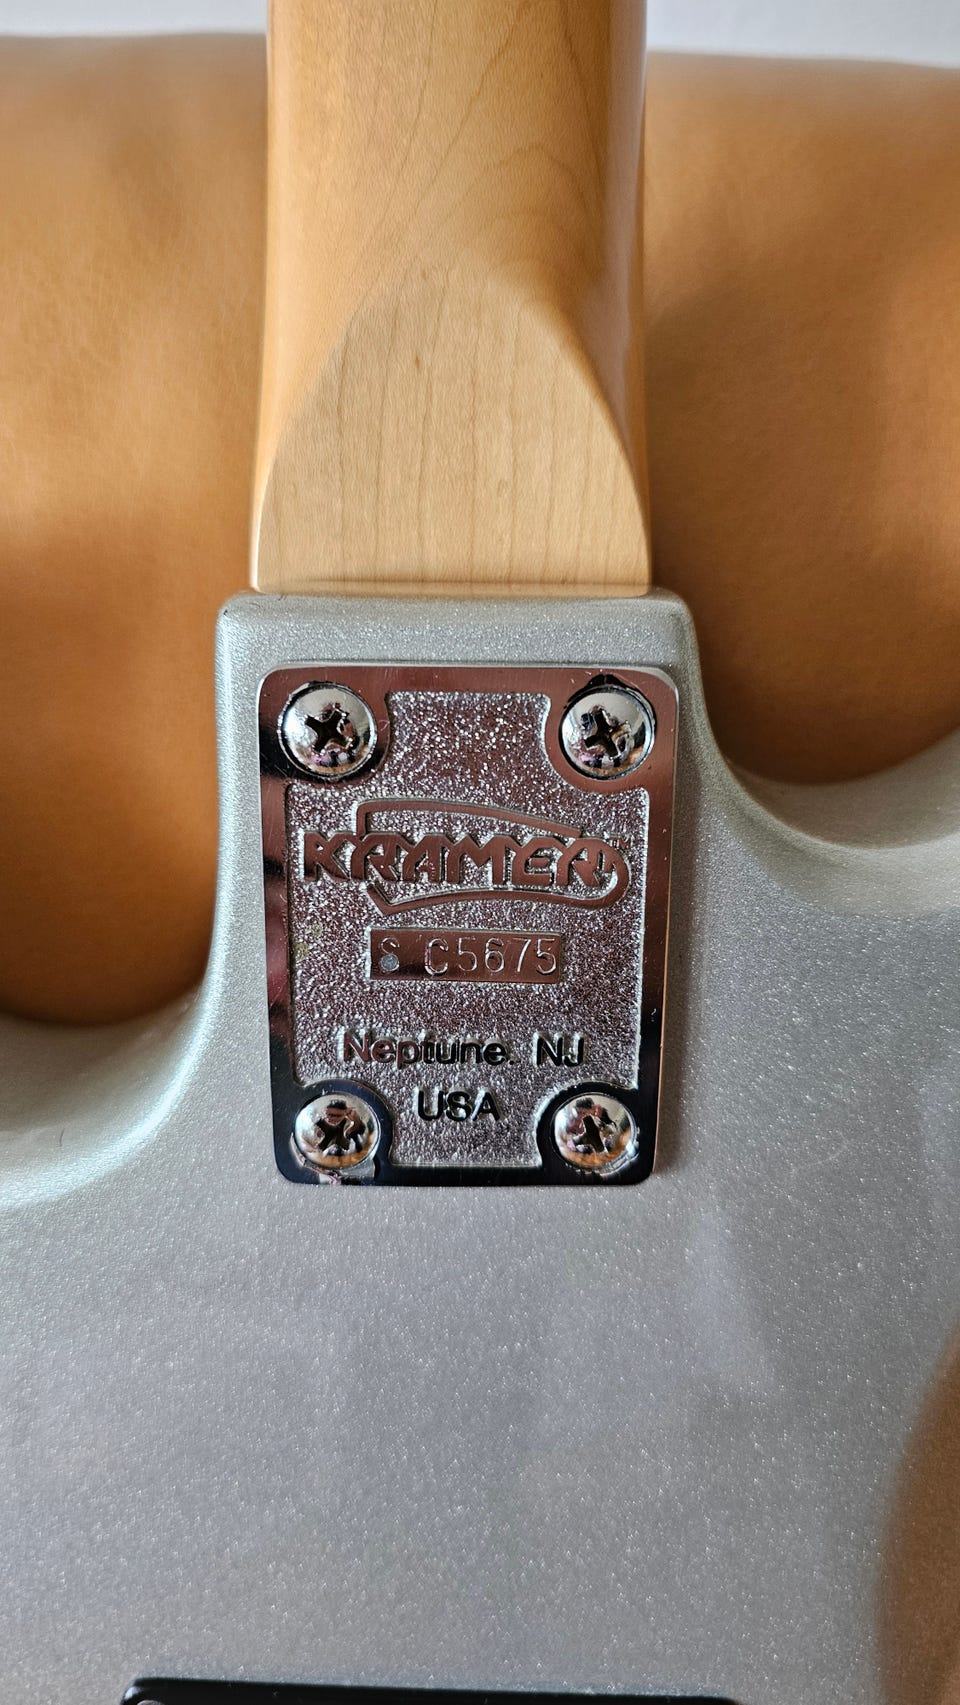 KRAMER
S C5675
Neptune, NJ
USA